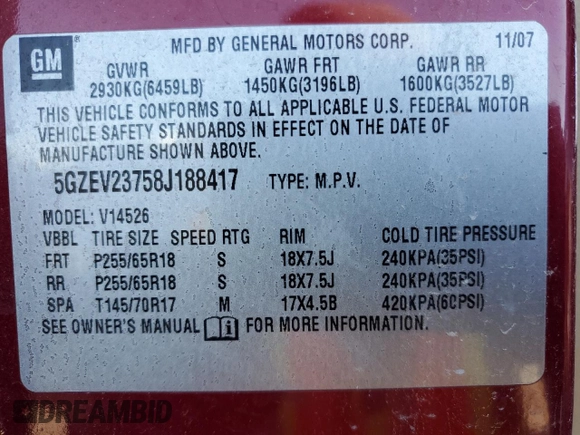 GM
MFD BY GENERAL MOTORS CORP. 11/07
GVWR GAWR FRT GAWR RR
2930KG(6459LB) 1450KG(3196LB) 1600KG(3527LB)
THIS VEHICLE CONFORMS TO ALL APPLICABLE U.S. FEDERAL MOTOR
VEHICLE SAFETY STANDARDS IN EFFECT ON THE DATE OF
MANUFACTURE SHOWN ABOVE.
5GZEV23758J188417 TYPE: M.P.V.
MODEL: V14526
VBBL TIRE SIZE SPEED RTG RIM COLD TIRE PRESSURE
FRT P255/65R18 S 18X7.5J 240KPA(35PSI)
RR P255/65R18 S 18X7.5J 240KPA(35PSI)
SPA T145/70R17 M 17X4.5B 420KPA(60PSI)
SEE OWNER'S MANUAL FOR MORE INFORMATION.
DREAMBID